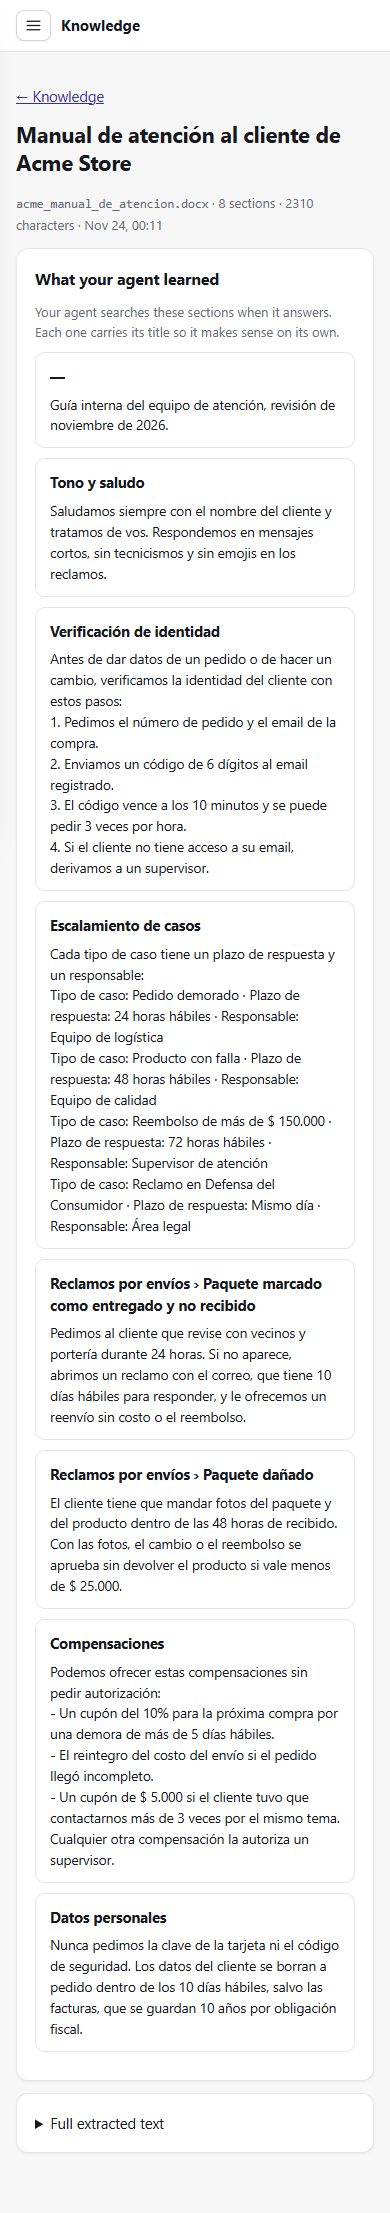 Knowledge
← Knowledge
Manual de atención al cliente de
Acme Store
acme_manual_de_atencion.docx · 8 sections · 2310
characters · Nov 24, 00:11
What your agent learned
Your agent searches these sections when it answers.
Each one carries its title so it makes sense on its own.
—
Guía interna del equipo de atención, revisión de
noviembre de 2026.
Tono y saludo
Saludamos siempre con el nombre del cliente y
tratamos de vos. Respondemos en mensajes
cortos, sin tecnicismos y sin emojis en los
reclamos.
Verificación de identidad
Antes de dar datos de un pedido o de hacer un
cambio, verificamos la identidad del cliente con
estos pasos:
1. Pedimos el número de pedido y el email de la
compra.
2. Enviamos un código de 6 dígitos al email
registrado.
3. El código vence a los 10 minutos y se puede
pedir 3 veces por hora.
4. Si el cliente no tiene acceso a su email,
derivamos a un supervisor.
Escalamiento de casos
Cada tipo de caso tiene un plazo de respuesta y
un responsable:
Tipo de caso: Pedido demorado · Plazo de
respuesta: 24 horas hábiles · Responsable:
Equipo de logística
Tipo de caso: Producto con falla · Plazo de
respuesta: 48 horas hábiles · Responsable:
Equipo de calidad
Tipo de caso: Reembolso de más de $ 150.000 ·
Plazo de respuesta: 72 horas hábiles ·
Responsable: Supervisor de atención
Tipo de caso: Reclamo en Defensa del
Consumidor · Plazo de respuesta: Mismo día ·
Responsable: Área legal
Reclamos por envíos › Paquete marcado
como entregado y no recibido
Pedimos al cliente que revise con vecinos y
portería durante 24 horas. Si no aparece,
abrimos un reclamo con el correo, que tiene 10
días hábiles para responder, y le ofrecemos un
reenvío sin costo o el reembolso.
Reclamos por envíos › Paquete dañado
El cliente tiene que mandar fotos del paquete y
del producto dentro de las 48 horas de recibido.
Con las fotos, el cambio o el reembolso se
aprueba sin devolver el producto si vale menos
de $ 25.000.
Compensaciones
Podemos ofrecer estas compensaciones sin
pedir autorización:
- Un cupón del 10% para la próxima compra por
una demora de más de 5 días hábiles.
- El reintegro del costo del envío si el pedido
llegó incompleto.
- Un cupón de $ 5.000 si el cliente tuvo que
contactarnos más de 3 veces por el mismo tema.
Cualquier otra compensación la autoriza un
supervisor.
Datos personales
Nunca pedimos la clave de la tarjeta ni el código
de seguridad. Los datos del cliente se borran a
pedido dentro de los 10 días hábiles, salvo las
facturas, que se guardan 10 años por obligación
fiscal.
▶ Full extracted text